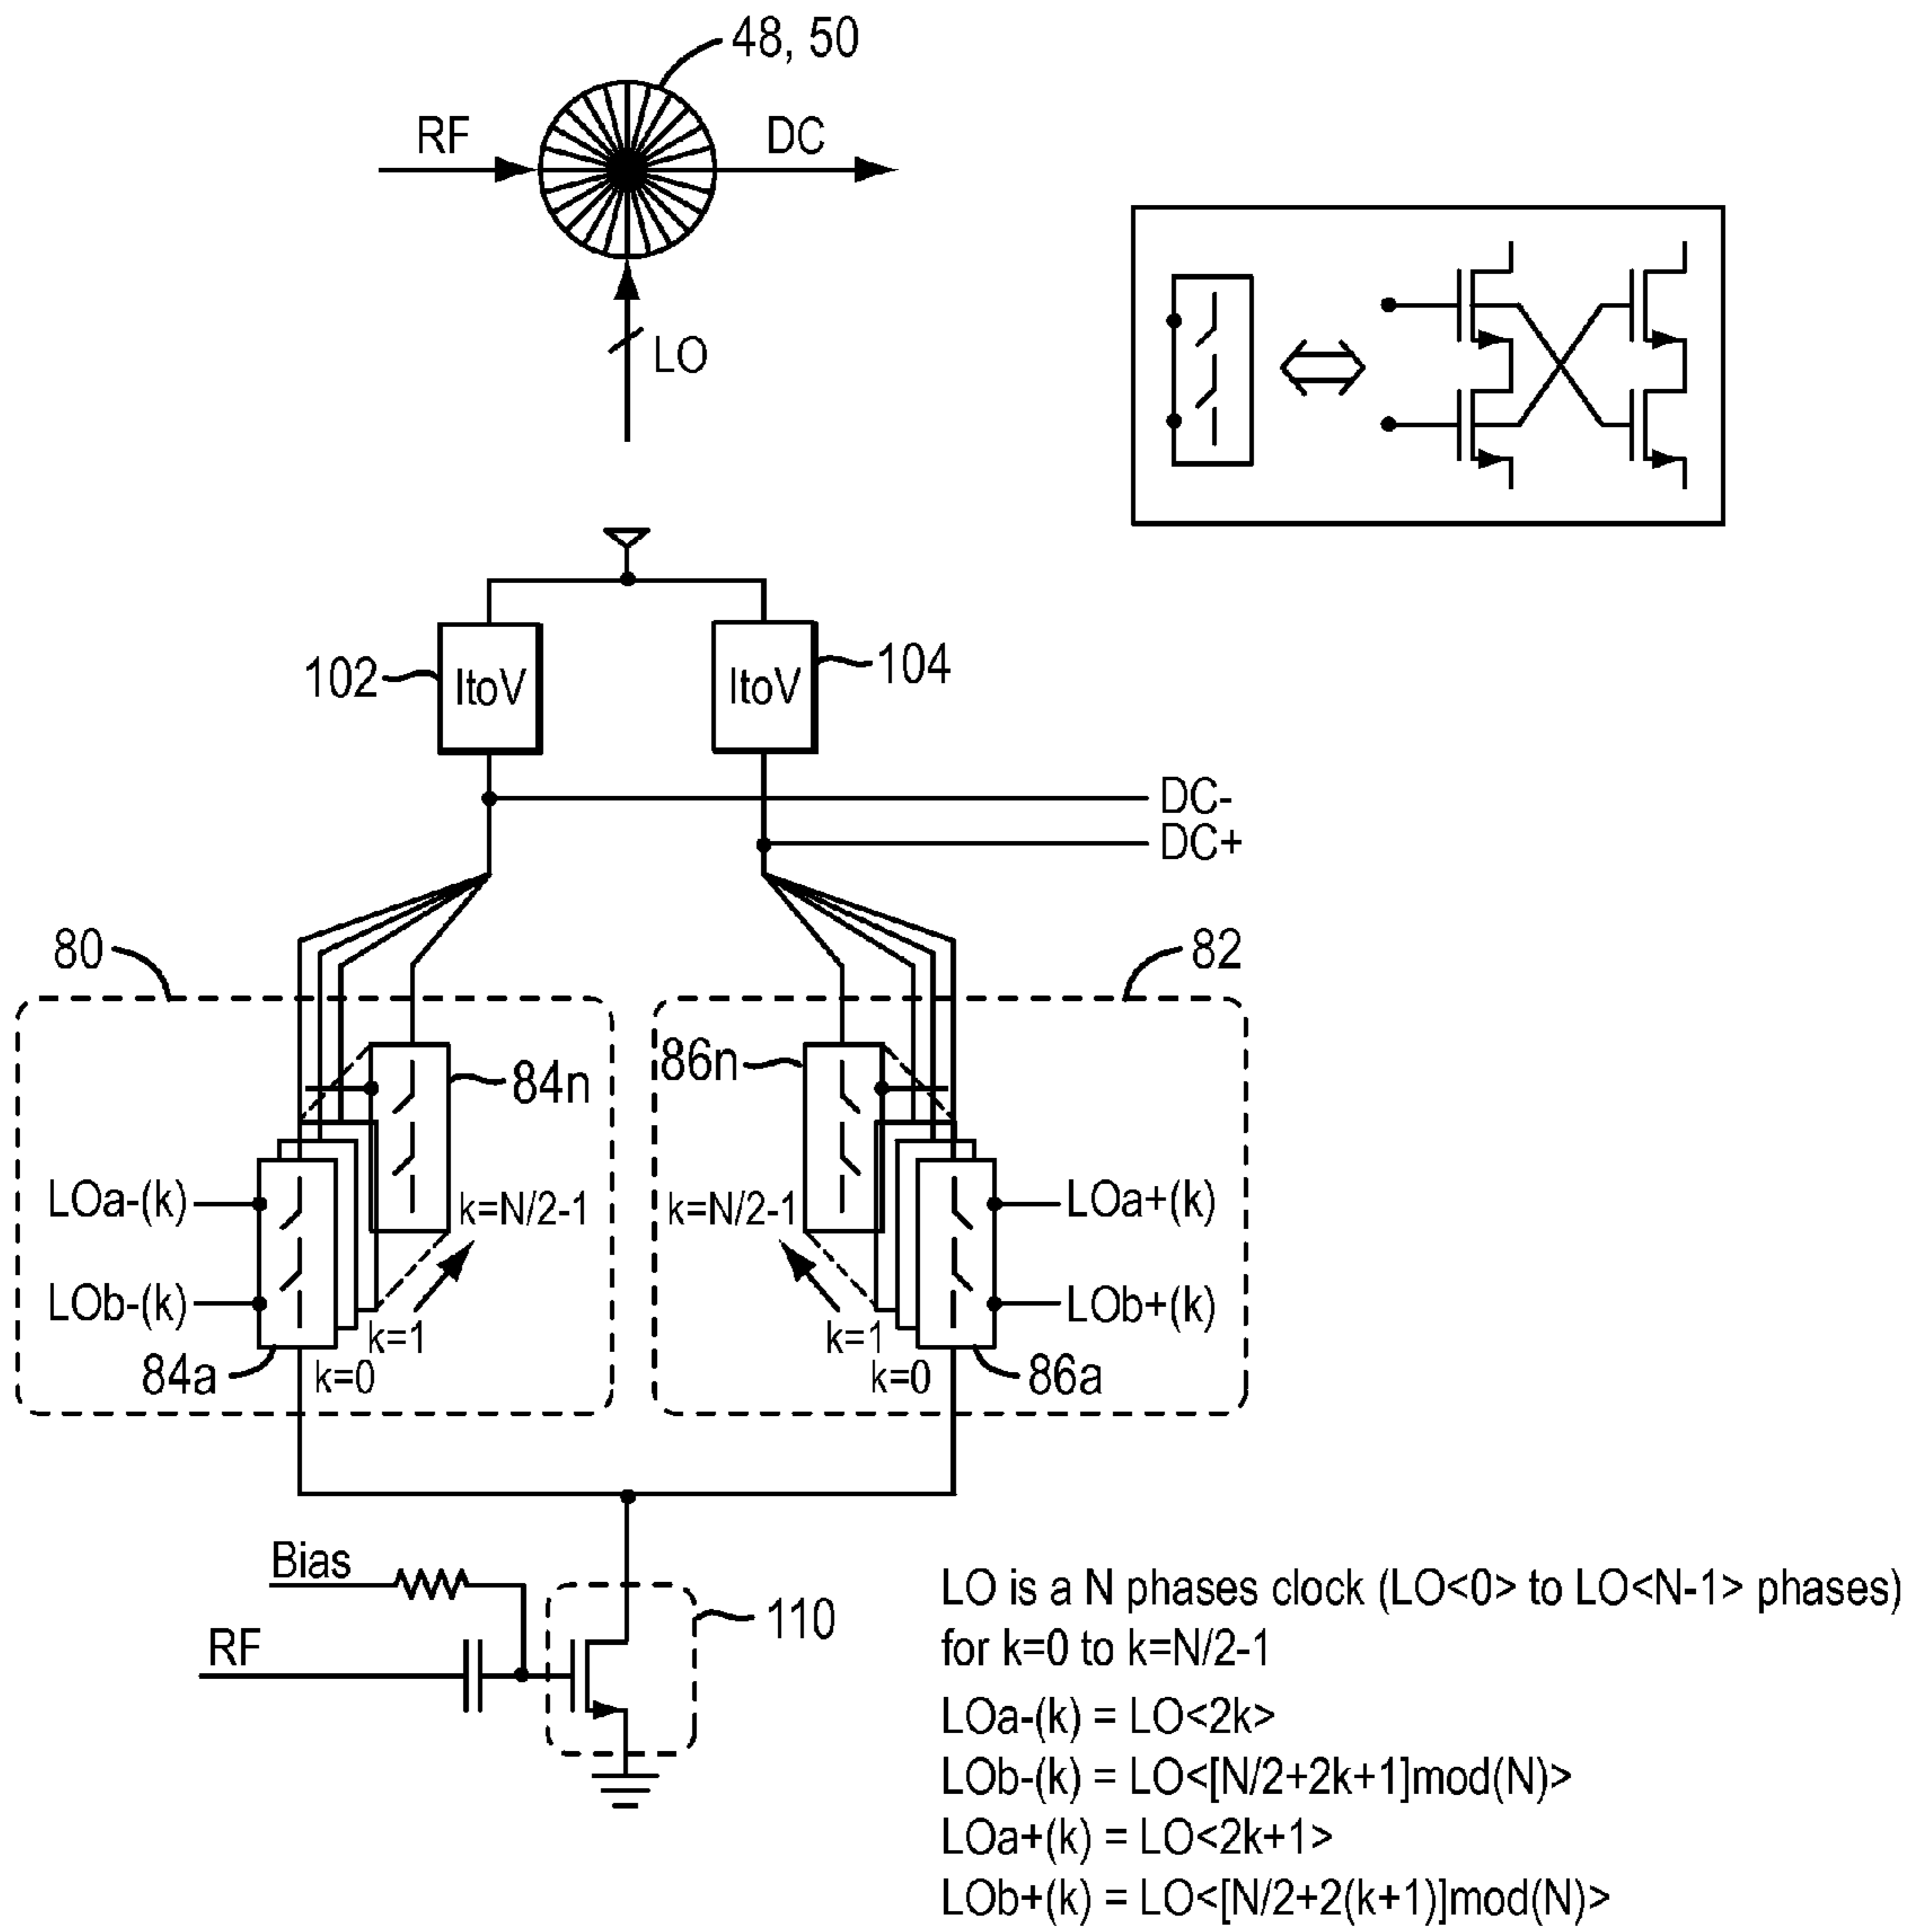 48, 50
RF
DC
LO
102
ItoV
ItoV
104
DC-
DC+
80
82
84n
86n
LOa-(k)
k=N/2-1
k=N/2-1
LOa+(k)
LOb-(k)
k=1
k=1
LOb+(k)
84a
k=0
k=0
86a
Bias
RF
110
LO is a N phases clock (LO<0> to LO<N-1> phases)
for k=0 to k=N/2-1
LOa-(k) = LO<2k>
LOb-(k) = LO<[N/2+2k+1]mod(N)>
LOa+(k) = LO<2k+1>
LOb+(k) = LO<[N/2+2(k+1)]mod(N)>